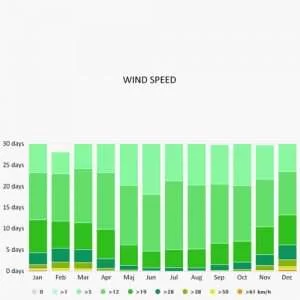 WIND SPEED
30 days
25 days
20 days
15 days
10 days
5 days
0 days
Jan Feb Mar Apr May Jun Jul Aug Sep Oct Nov Dec
0 >1 >5 >12 >19 >28 >38 >50 >61 km/h